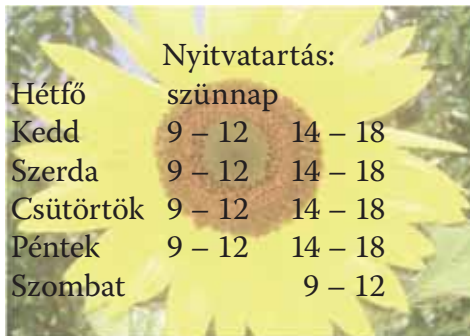 Nyitvatartás:
Hétfő szünnap
Kedd 9 – 12 14 – 18
Szerda 9 – 12 14 – 18
Csütörtök 9 – 12 14 – 18
Péntek 9 – 12 14 – 18
Szombat 9 – 12